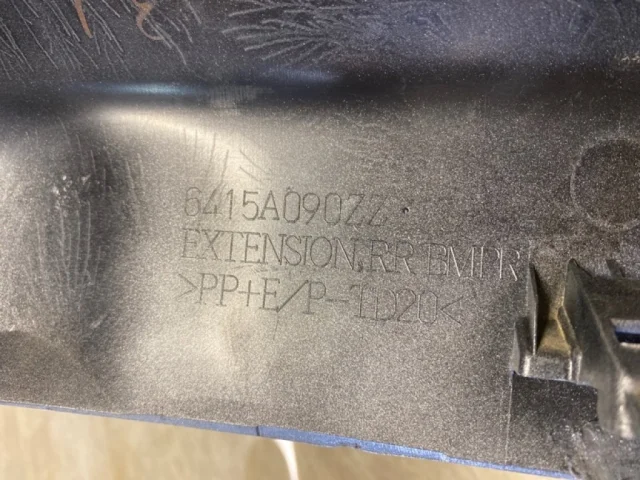 6415A090ZZ
EXTENSION,RR BMPR
>PP+E/P-TD20<